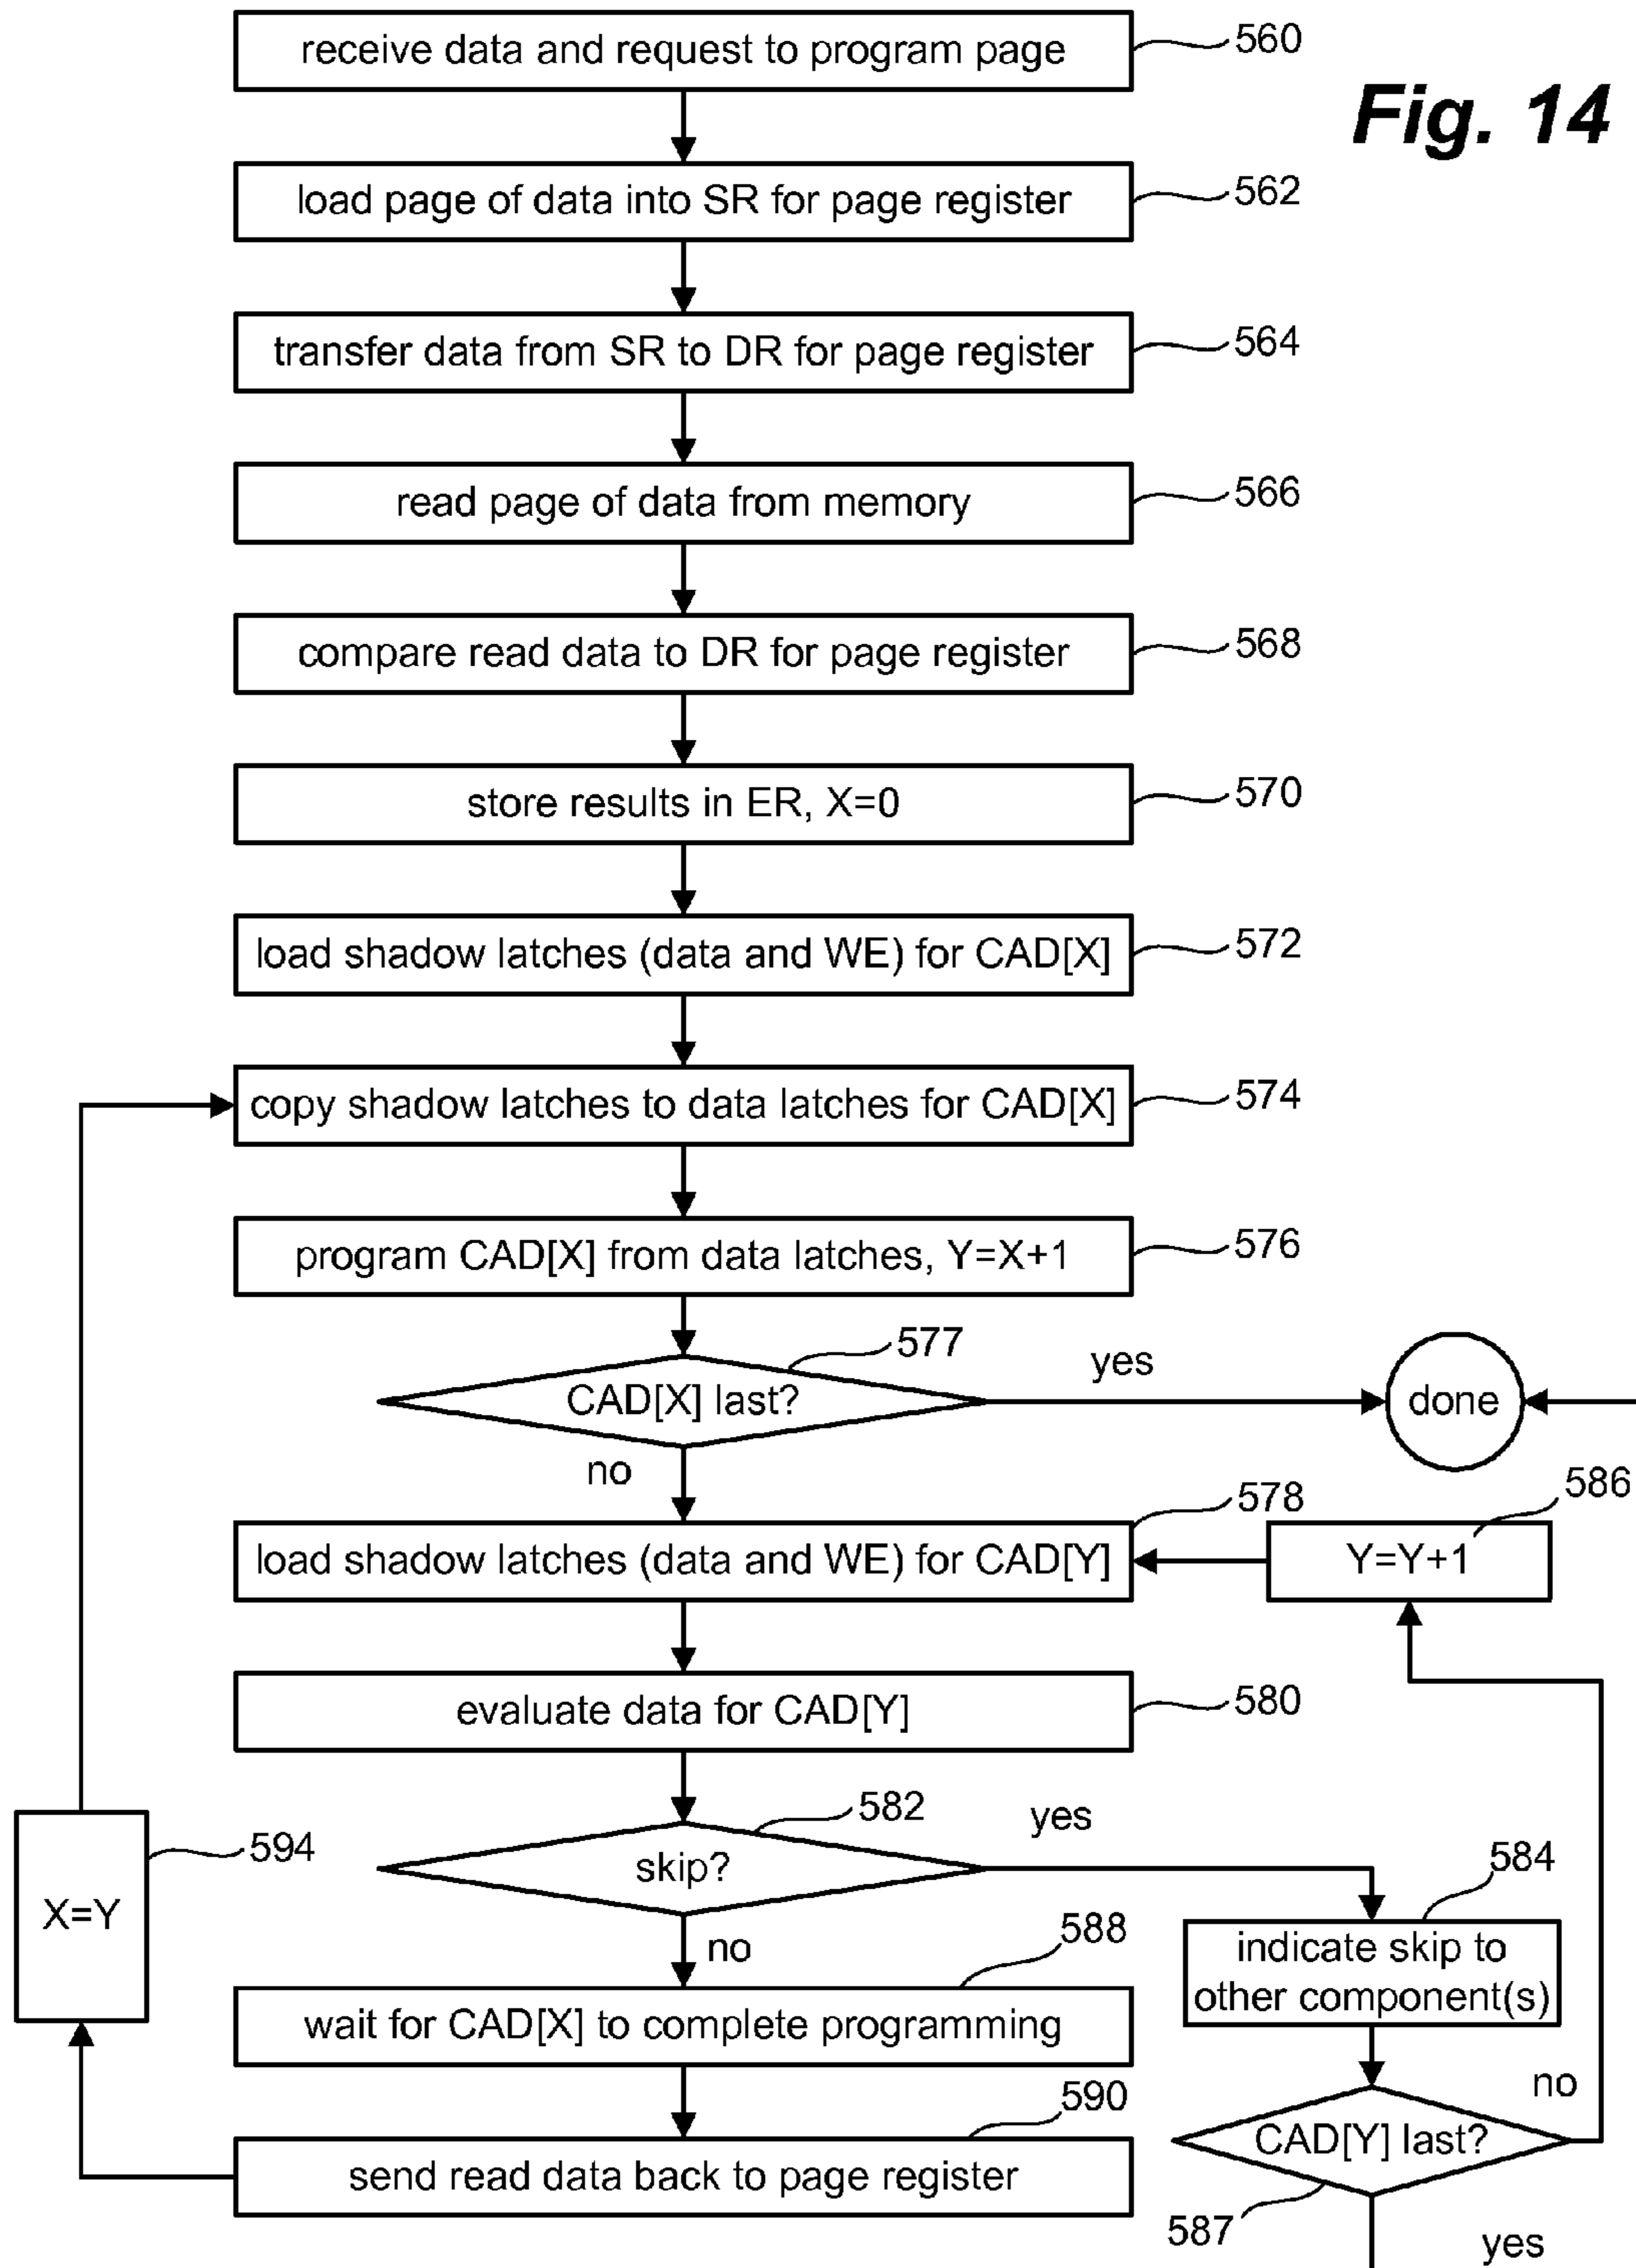 receive data and request to program page
560
Fig. 14
load page of data into SR for page register
562
transfer data from SR to DR for page register
564
read page of data from memory
566
compare read data to DR for page register
568
store results in ER, X=0
570
load shadow latches (data and WE) for CAD[X]
572
copy shadow latches to data latches for CAD[X]
574
program CAD[X] from data latches, Y=X+1
576
577
CAD[X] last?
yes
done
no
578
586
load shadow latches (data and WE) for CAD[Y]
Y=Y+1
evaluate data for CAD[Y]
580
582
yes
skip?
594
X=Y
584
indicate skip to
other component(s)
no
588
wait for CAD[X] to complete programming
590
no
CAD[Y] last?
send read data back to page register
587
yes